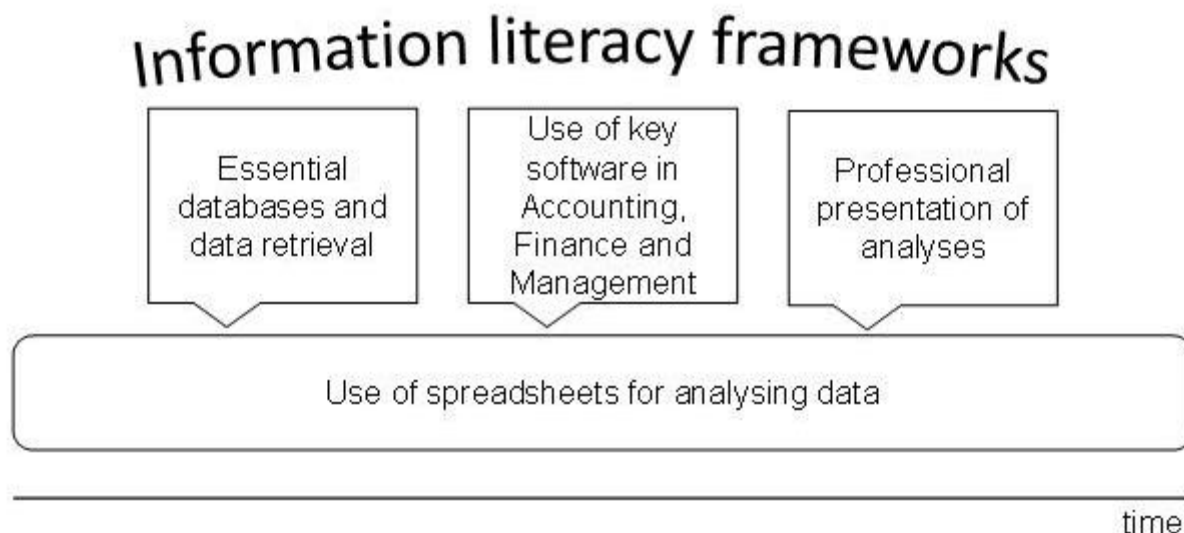 Information literacy frameworks
Essential
databases and
data retrieval
Use of key
software in
Accounting,
Finance and
Management
Professional
presentation of
analyses
Use of spreadsheets for analysing data
time